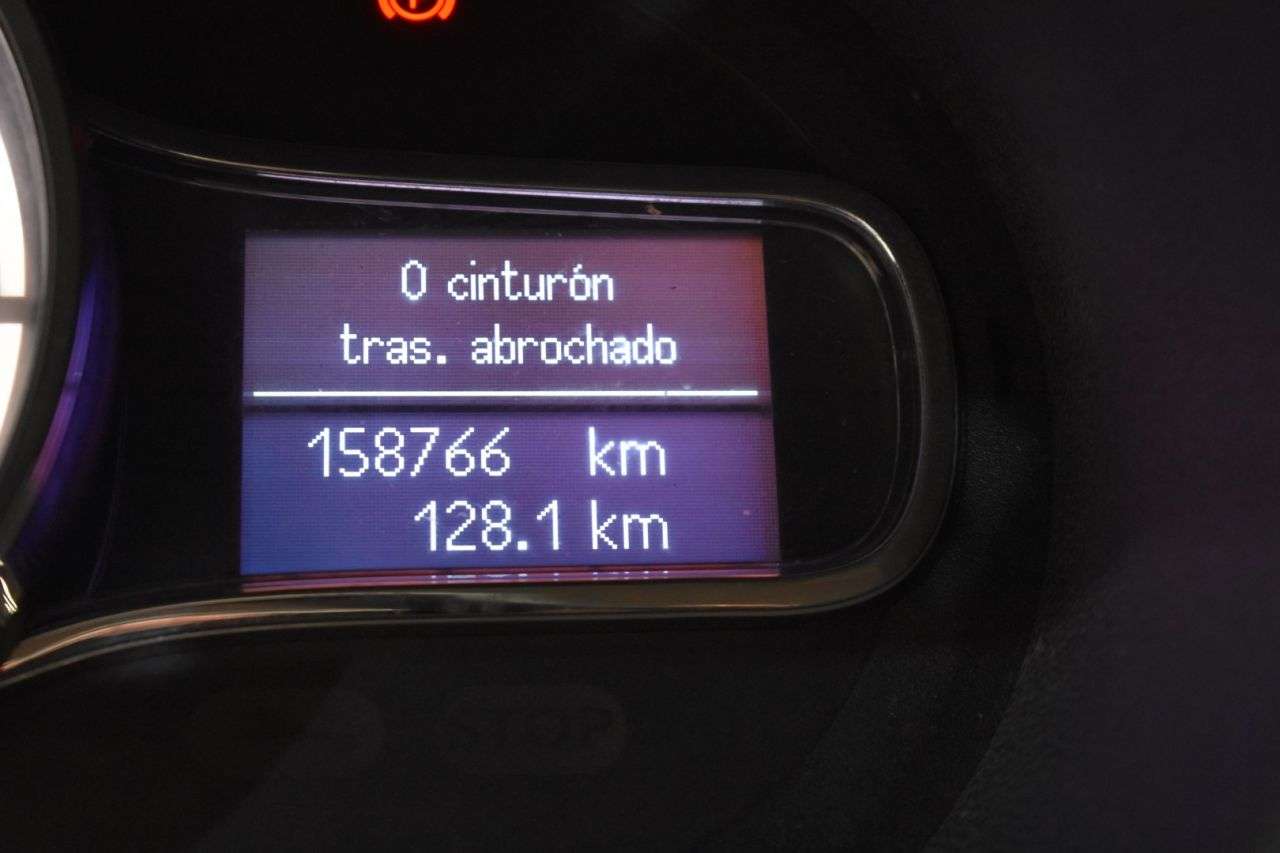 0 cinturón
tras. abrochado
158766 km
128.1 km